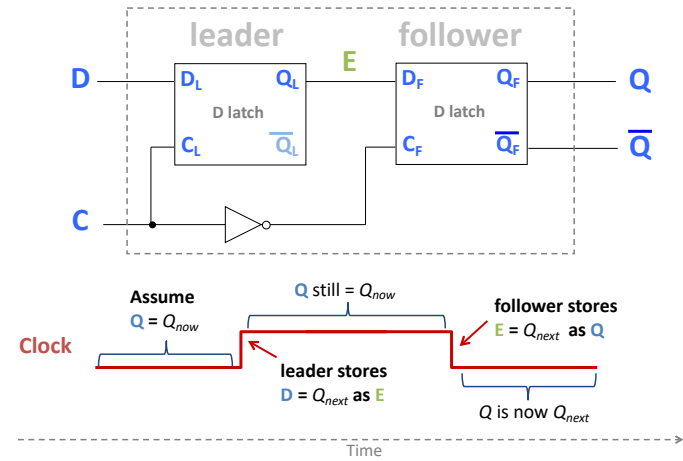 leader
follower
E
D
D_L
Q_L
D_F
Q_F
Q
D latch
D latch
C_L
Q̅_L
C_F
Q̅_F
Q̅
C
Assume
Q = Q_now
Q still = Q_now
follower stores
E = Q_next as Q
Clock
leader stores
D = Q_next as E
Q is now Q_next
Time